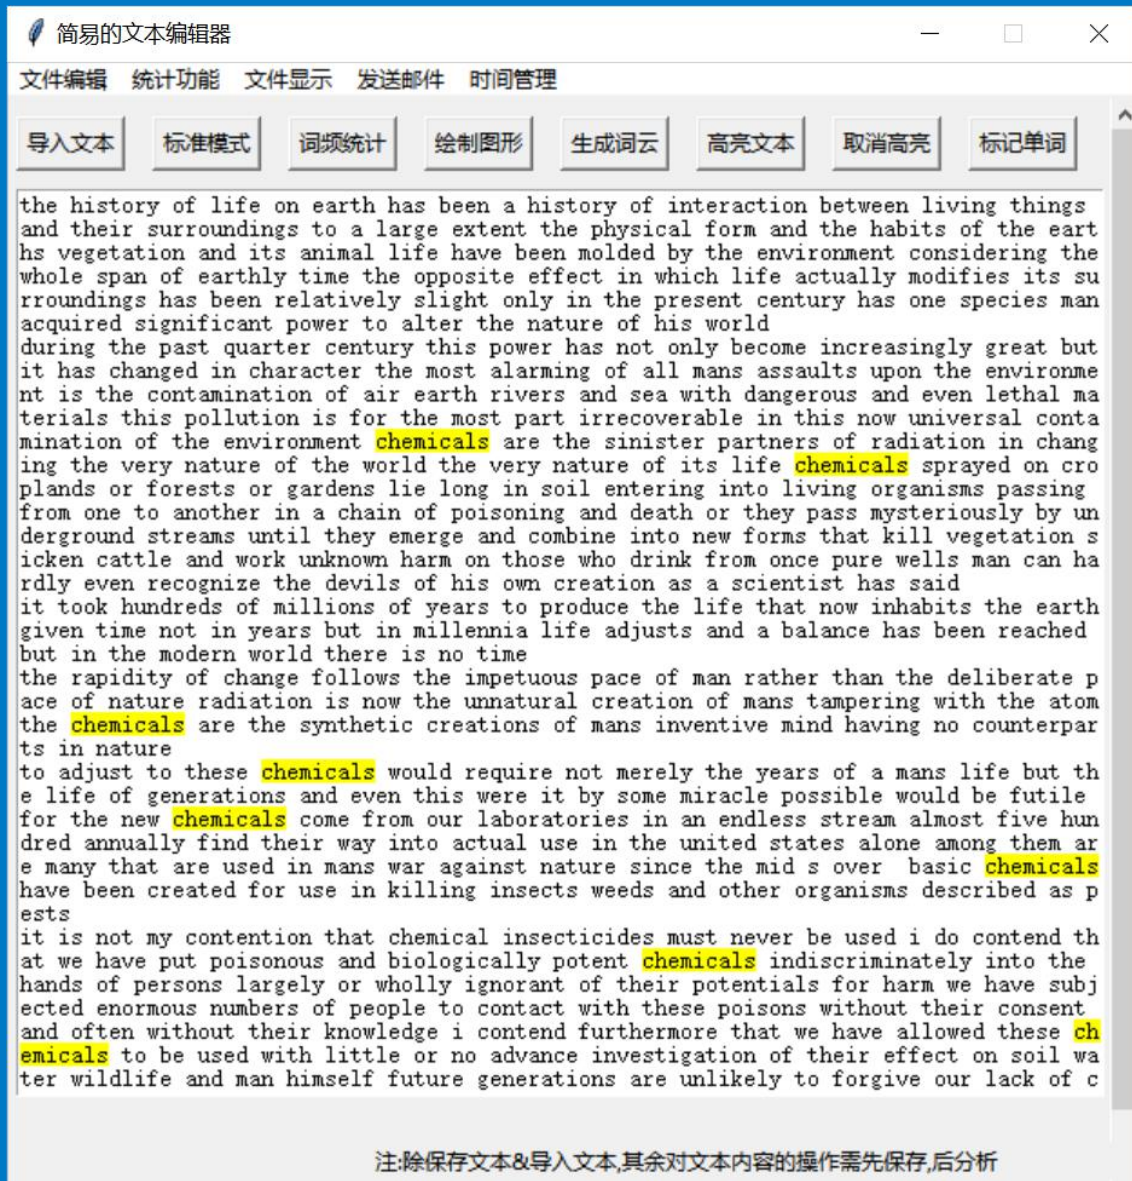 简易的文本编辑器
文件编辑 统计功能 文件显示 发送邮件 时间管理
导入文本 标准模式 词频统计 绘制图形 生成词云 高亮文本 取消高亮 标记单词
the history of life on earth has been a history of interaction between living things
and their surroundings to a large extent the physical form and the habits of the eart
hs vegetation and its animal life have been molded by the environment considering the
whole span of earthly time the opposite effect in which life actually modifies its su
rroundings has been relatively slight only in the present century has one species man
acquired significant power to alter the nature of his world
during the past quarter century this power has not only become increasingly great but
it has changed in character the most alarming of all mans assaults upon the environme
nt is the contamination of air earth rivers and sea with dangerous and even lethal ma
terials this pollution is for the most part irrecoverable in this now universal conta
mination of the environment chemicals are the sinister partners of radiation in chang
ing the very nature of the world the very nature of its life chemicals sprayed on cro
plands or forests or gardens lie long in soil entering into living organisms passing
from one to another in a chain of poisoning and death or they pass mysteriously by un
derground streams until they emerge and combine into new forms that kill vegetation s
icken cattle and work unknown harm on those who drink from once pure wells man can ha
rdly even recognize the devils of his own creation as a scientist has said
it took hundreds of millions of years to produce the life that now inhabits the earth
given time not in years but in millennia life adjusts and a balance has been reached
but in the modern world there is no time
the rapidity of change follows the impetuous pace of man rather than the deliberate p
ace of nature radiation is now the unnatural creation of mans tampering with the atom
the chemicals are the synthetic creations of mans inventive mind having no counterpar
ts in nature
to adjust to these chemicals would require not merely the years of a mans life but th
e life of generations and even this were it by some miracle possible would be futile
for the new chemicals come from our laboratories in an endless stream almost five hun
dred annually find their way into actual use in the united states alone among them ar
e many that are used in mans war against nature since the mid s over  basic chemicals
have been created for use in killing insects weeds and other organisms described as p
ests
it is not my contention that chemical insecticides must never be used i do contend th
at we have put poisonous and biologically potent chemicals indiscriminately into the
hands of persons largely or wholly ignorant of their potentials for harm we have subj
ected enormous numbers of people to contact with these poisons without their consent
and often without their knowledge i contend furthermore that we have allowed these ch
emicals to be used with little or no advance investigation of their effect on soil wa
ter wildlife and man himself future generations are unlikely to forgive our lack of c
注:除保存文本&导入文本,其余对文本内容的操作需先保存,后分析